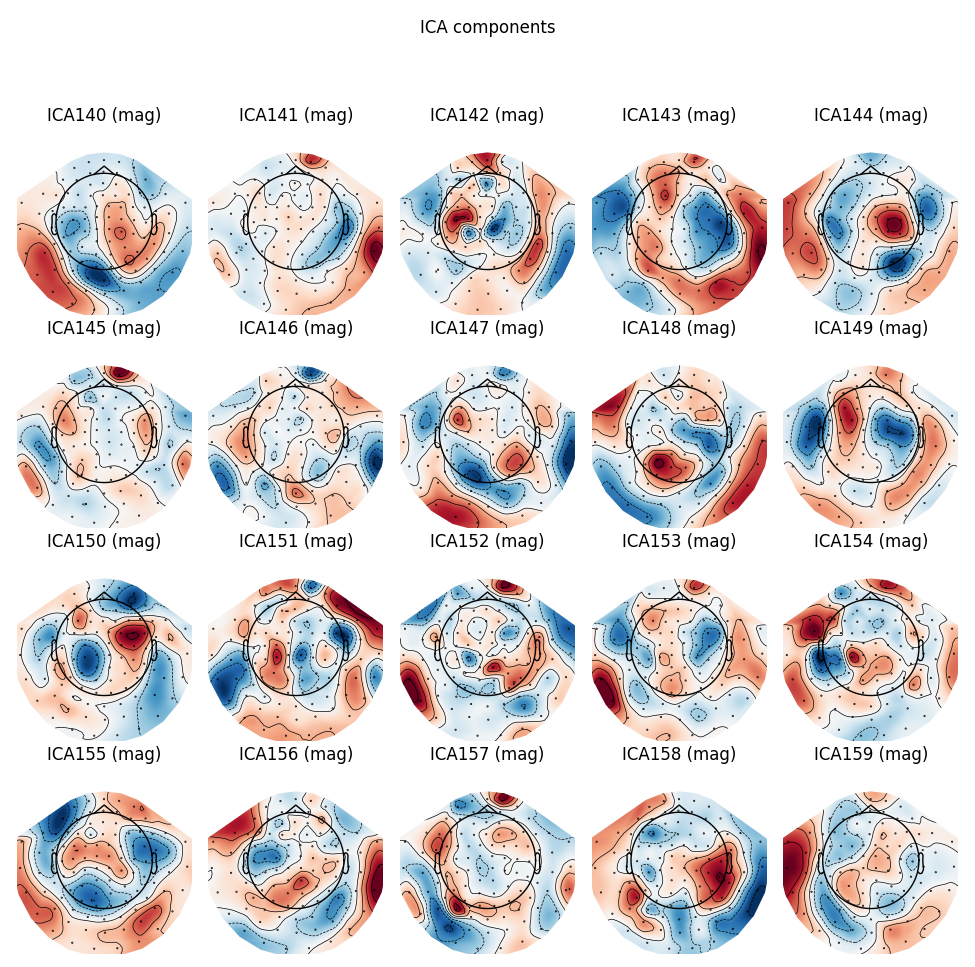 ICA components
ICA140 (mag) ICA141 (mag) ICA142 (mag) ICA143 (mag) ICA144 (mag)
ICA145 (mag) ICA146 (mag) ICA147 (mag) ICA148 (mag) ICA149 (mag)
ICA150 (mag) ICA151 (mag) ICA152 (mag) ICA153 (mag) ICA154 (mag)
ICA155 (mag) ICA156 (mag) ICA157 (mag) ICA158 (mag) ICA159 (mag)